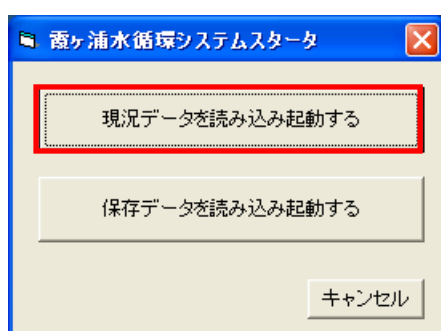 霞ヶ浦水循環システムスタータ
現況データを読み込み起動する
保存データを読み込み起動する
キャンセル